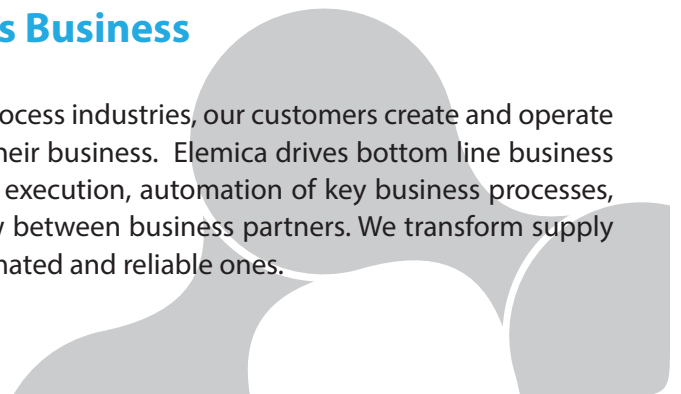 s Business
ocess industries, our customers create and operate
heir business. Elemica drives bottom line business
execution, automation of key business processes,
between business partners. We transform supply
nated and reliable ones.